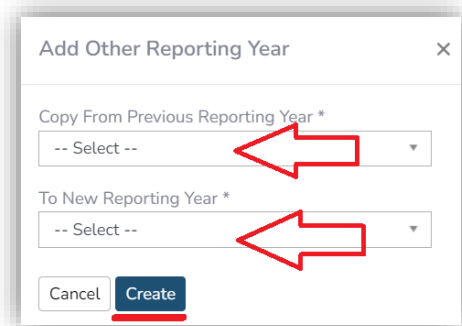 Add Other Reporting Year ×
Copy From Previous Reporting Year *
-- Select --
To New Reporting Year *
-- Select --
Cancel Create